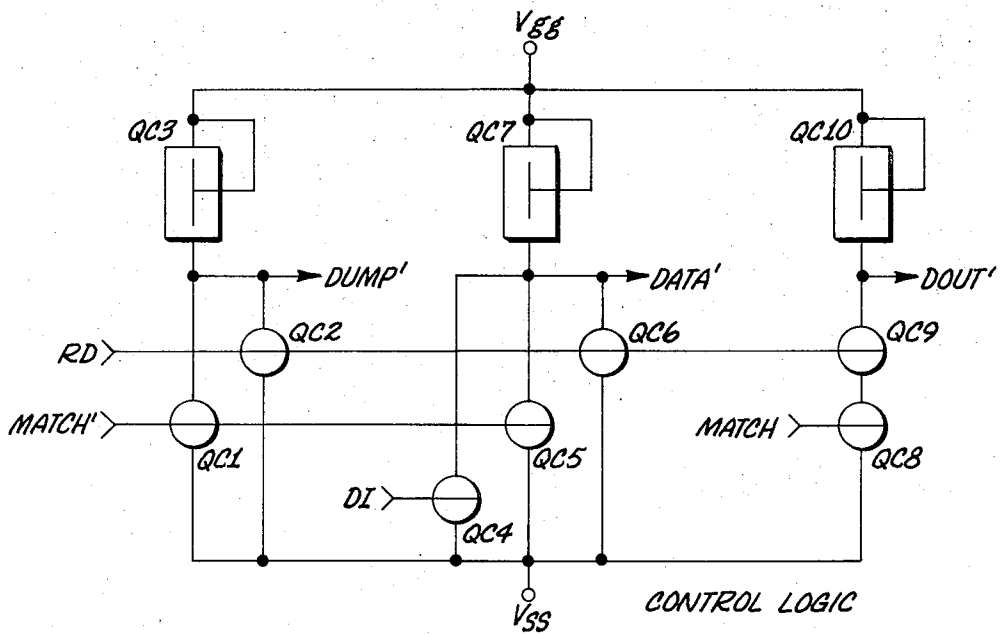 Vgg
QC3
QC7
QC10
DUMP'
DATA'
DOUT'
QC2
QC6
QC9
RD
MATCH'
MATCH
QC1
QC5
QC8
DI
QC4
VSS
CONTROL LOGIC